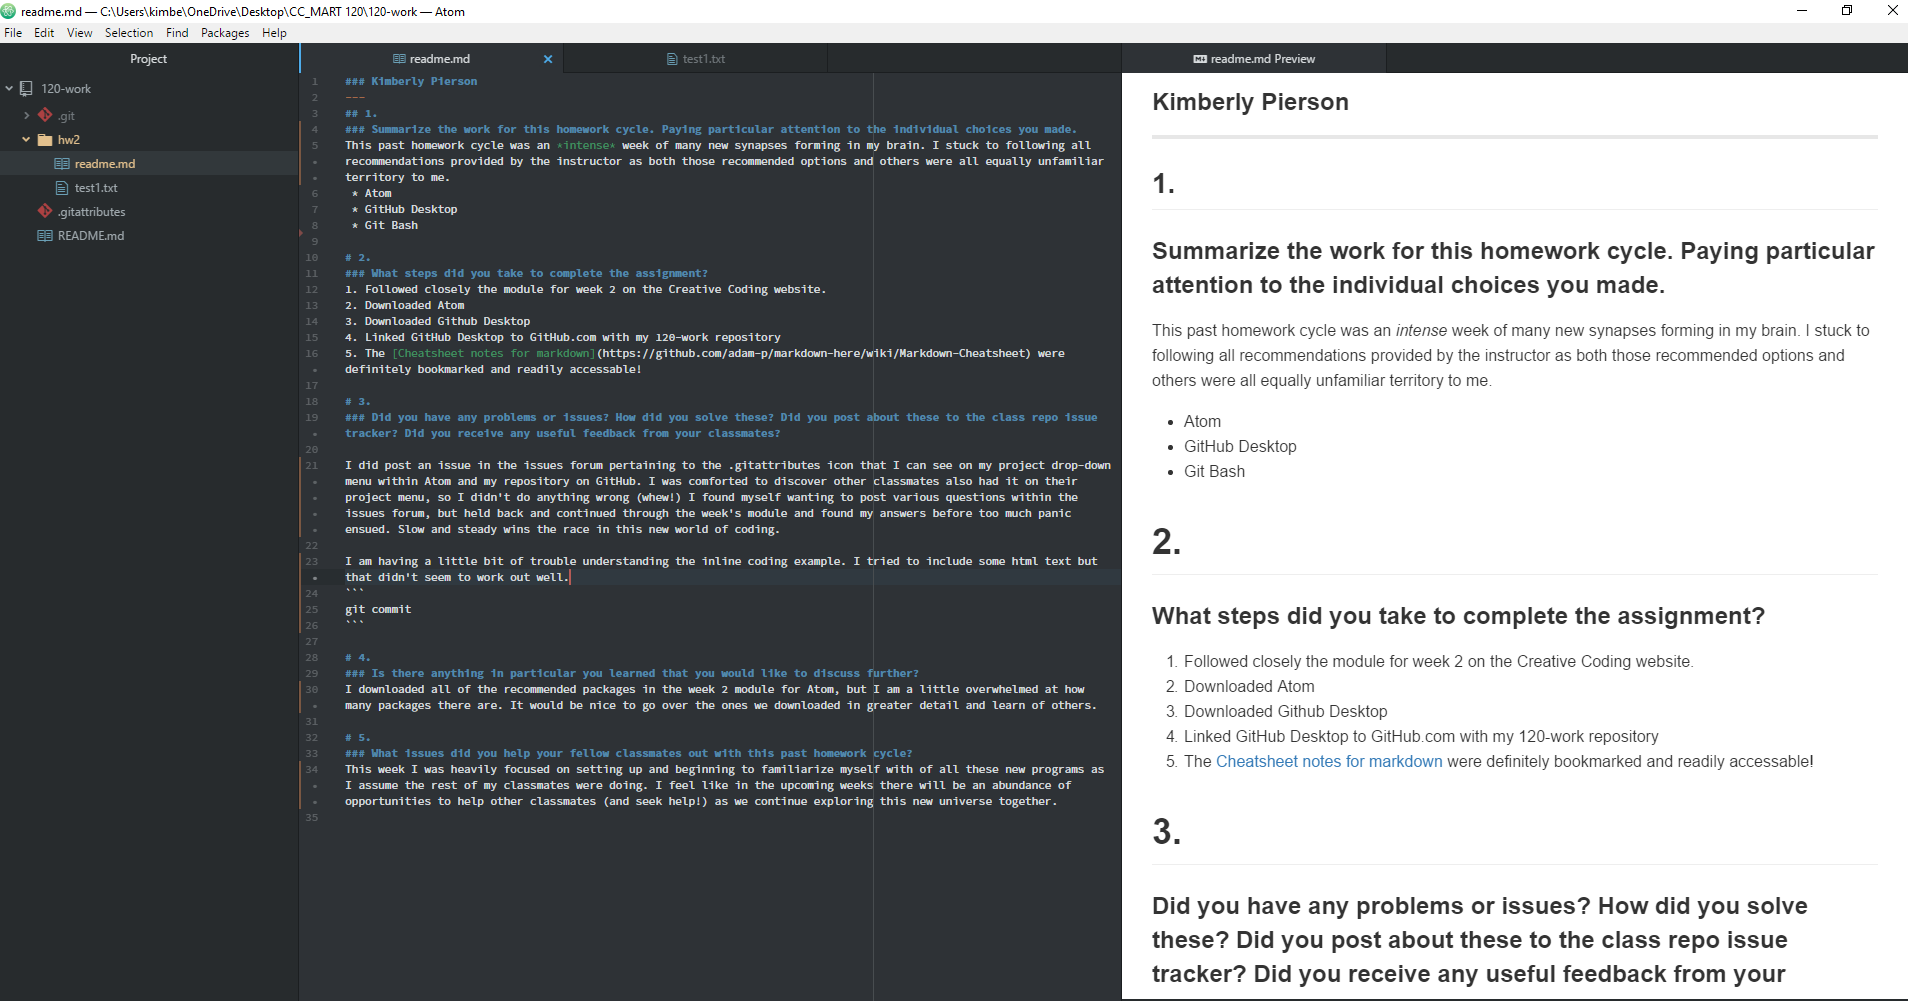 readme.md — C:\Users\kimbe\OneDrive\Desktop\CC_MART 120\120-work — Atom
File Edit View Selection Find Packages Help
Project
120-work
.git
hw2
readme.md
test1.txt
.gitattributes
README.md
readme.md
test1.txt
1 ### Kimberly Pierson
2 ---
3 ## 1.
4 ### Summarize the work for this homework cycle. Paying particular attention to the individual choices you made.
5 This past homework cycle was an *intense* week of many new synapses forming in my brain. I stuck to following all
• recommendations provided by the instructor as both those recommended options and others were all equally unfamiliar
• territory to me.
6 * Atom
7 * GitHub Desktop
8 * Git Bash
9
10 # 2.
11 ### What steps did you take to complete the assignment?
12 1. Followed closely the module for week 2 on the Creative Coding website.
13 2. Downloaded Atom
14 3. Downloaded Github Desktop
15 4. Linked GitHub Desktop to GitHub.com with my 120-work repository
16 5. The [Cheatsheet notes for markdown](https://github.com/adam-p/markdown-here/wiki/Markdown-Cheatsheet) were
• definitely bookmarked and readily accessable!
17
18 # 3.
19 ### Did you have any problems or issues? How did you solve these? Did you post about these to the class repo issue
• tracker? Did you receive any useful feedback from your classmates?
20
21 I did post an issue in the issues forum pertaining to the .gitattributes icon that I can see on my project drop-down
• menu within Atom and my repository on GitHub. I was comforted to discover other classmates also had it on their
• project menu, so I didn't do anything wrong (whew!) I found myself wanting to post various questions within the
• issues forum, but held back and continued through the week's module and found my answers before too much panic
• ensued. Slow and steady wins the race in this new world of coding.
22
23 I am having a little bit of trouble understanding the inline coding example. I tried to include some html text but
• that didn't seem to work out well.
24 ```
25 git commit
26 ```
27
28 # 4.
29 ### Is there anything in particular you learned that you would like to discuss further?
30 I downloaded all of the recommended packages in the week 2 module for Atom, but I am a little overwhelmed at how
• many packages there are. It would be nice to go over the ones we downloaded in greater detail and learn of others.
31
32 # 5.
33 ### What issues did you help your fellow classmates out with this past homework cycle?
34 This week I was heavily focused on setting up and beginning to familiarize myself with of all these new programs as
• I assume the rest of my classmates were doing. I feel like in the upcoming weeks there will be an abundance of
• opportunities to help other classmates (and seek help!) as we continue exploring this new universe together.
35
readme.md Preview
Kimberly Pierson
1.
Summarize the work for this homework cycle. Paying particular
attention to the individual choices you made.
This past homework cycle was an intense week of many new synapses forming in my brain. I stuck to
following all recommendations provided by the instructor as both those recommended options and
others were all equally unfamiliar territory to me.
• Atom
• GitHub Desktop
• Git Bash
2.
What steps did you take to complete the assignment?
1. Followed closely the module for week 2 on the Creative Coding website.
2. Downloaded Atom
3. Downloaded Github Desktop
4. Linked GitHub Desktop to GitHub.com with my 120-work repository
5. The Cheatsheet notes for markdown were definitely bookmarked and readily accessable!
3.
Did you have any problems or issues? How did you solve
these? Did you post about these to the class repo issue
tracker? Did you receive any useful feedback from your